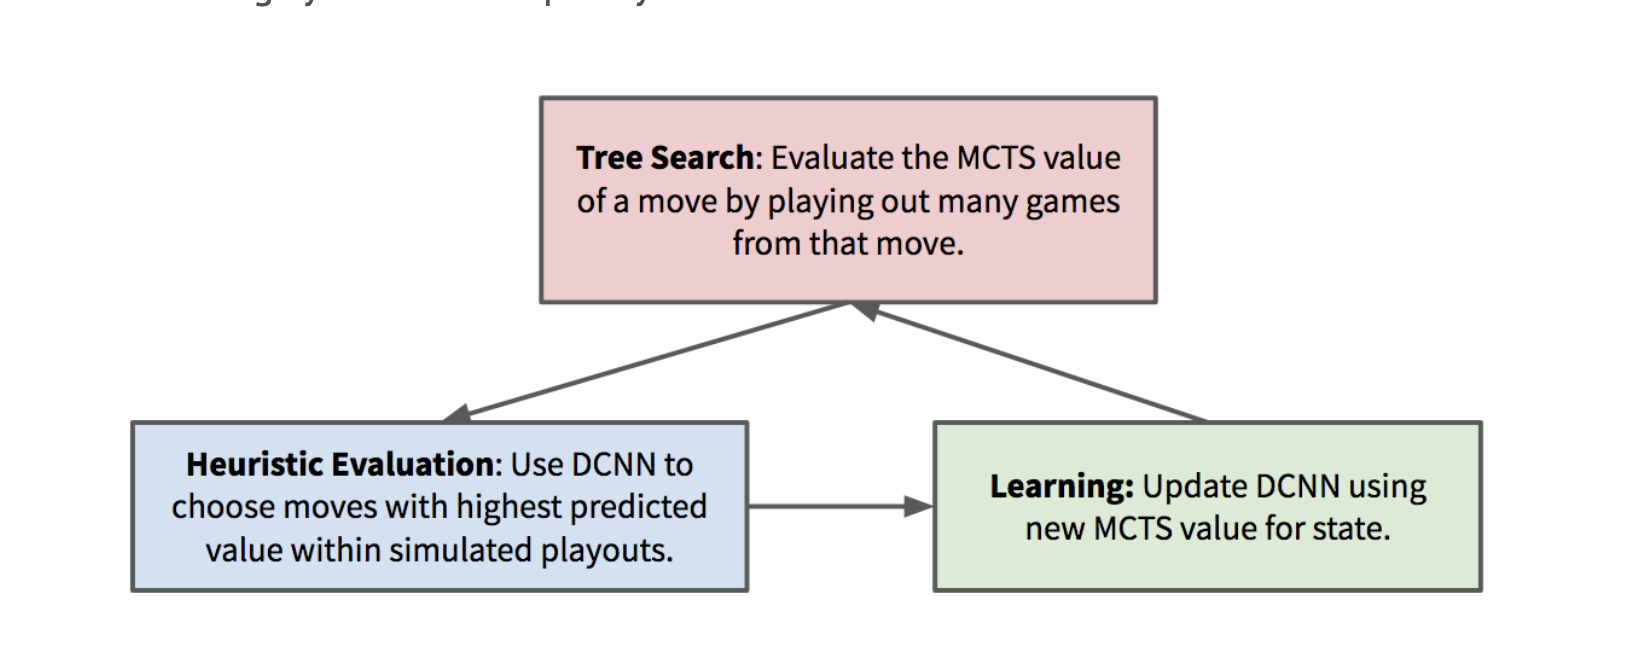 Tree Search: Evaluate the MCTS value
of a move by playing out many games
from that move.
Heuristic Evaluation: Use DCNN to
choose moves with highest predicted
value within simulated playouts.
Learning: Update DCNN using
new MCTS value for state.